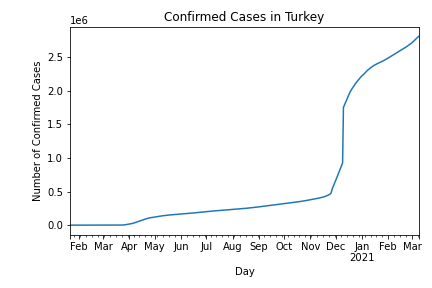 Confirmed Cases in Turkey
1e6
Number of Confirmed Cases
2.5
2.0
1.5
1.0
0.5
0.0
Feb Mar Apr May Jun Jul Aug Sep Oct Nov Dec Jan Feb Mar
2021
Day